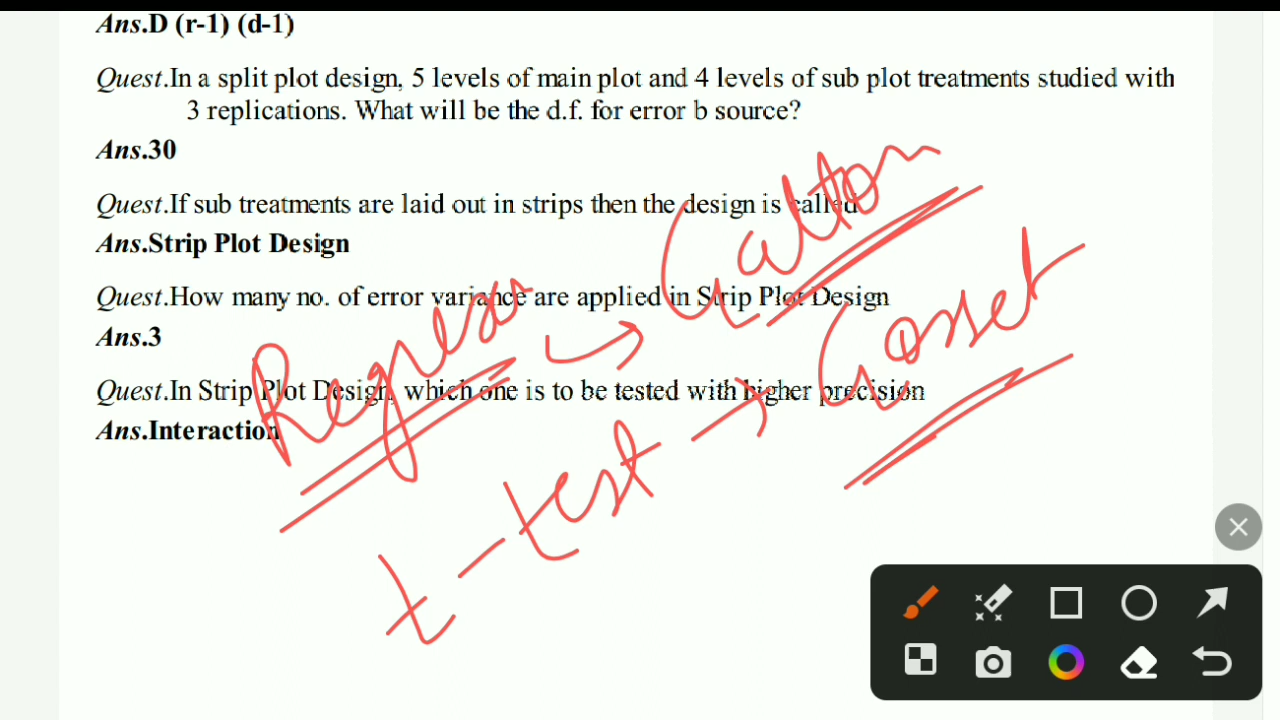 Ans.D (r-1) (d-1)
Quest.In a split plot design, 5 levels of main plot and 4 levels of sub plot treatments studied with
3 replications. What will be the d.f. for error b source?
Ans.30
Quest.If sub treatments are laid out in strips then the design is called
Ans.Strip Plot Design
Quest.How many no. of error variance are applied in Strip Plot Design
Ans.3
Quest.In Strip Plot Design, which one is to be tested with higher precision
Ans.Interaction
Regress → Galton
t-test → Gosset